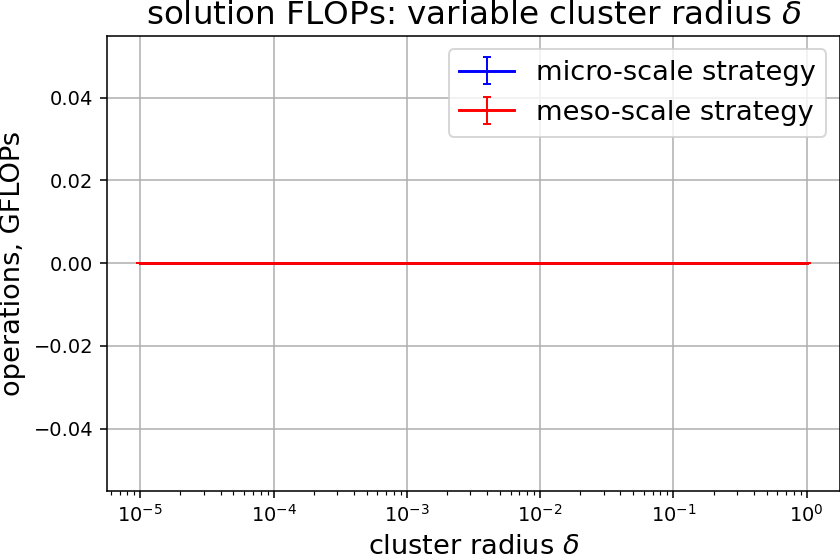 solution FLOPs: variable cluster radius δ
micro-scale strategy
meso-scale strategy
operations, GFLOPs
0.04
0.02
0.00
−0.02
−0.04
10⁻⁵ 10⁻⁴ 10⁻³ 10⁻² 10⁻¹ 10⁰
cluster radius δ